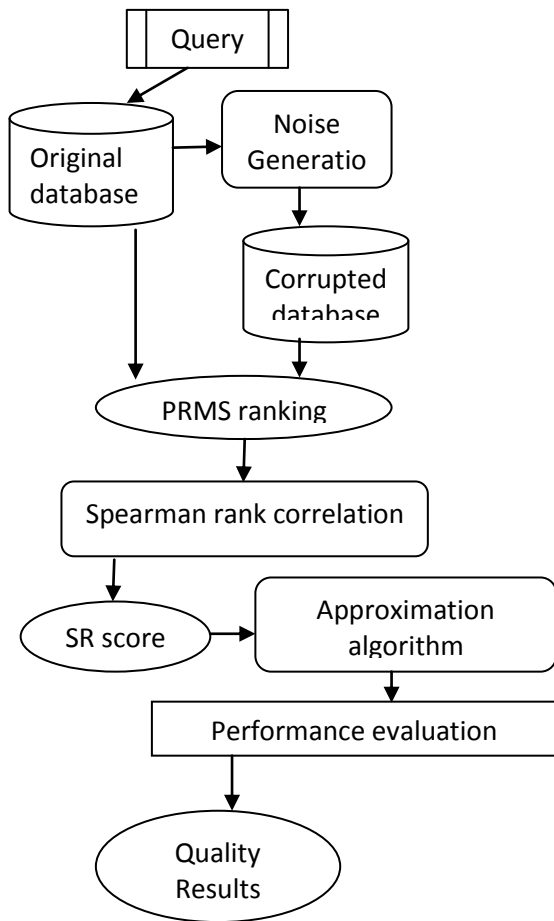 Query
Original
database
Noise
Generatio
Corrupted
database
PRMS ranking
Spearman rank correlation
SR score
Approximation
algorithm
Performance evaluation
Quality
Results